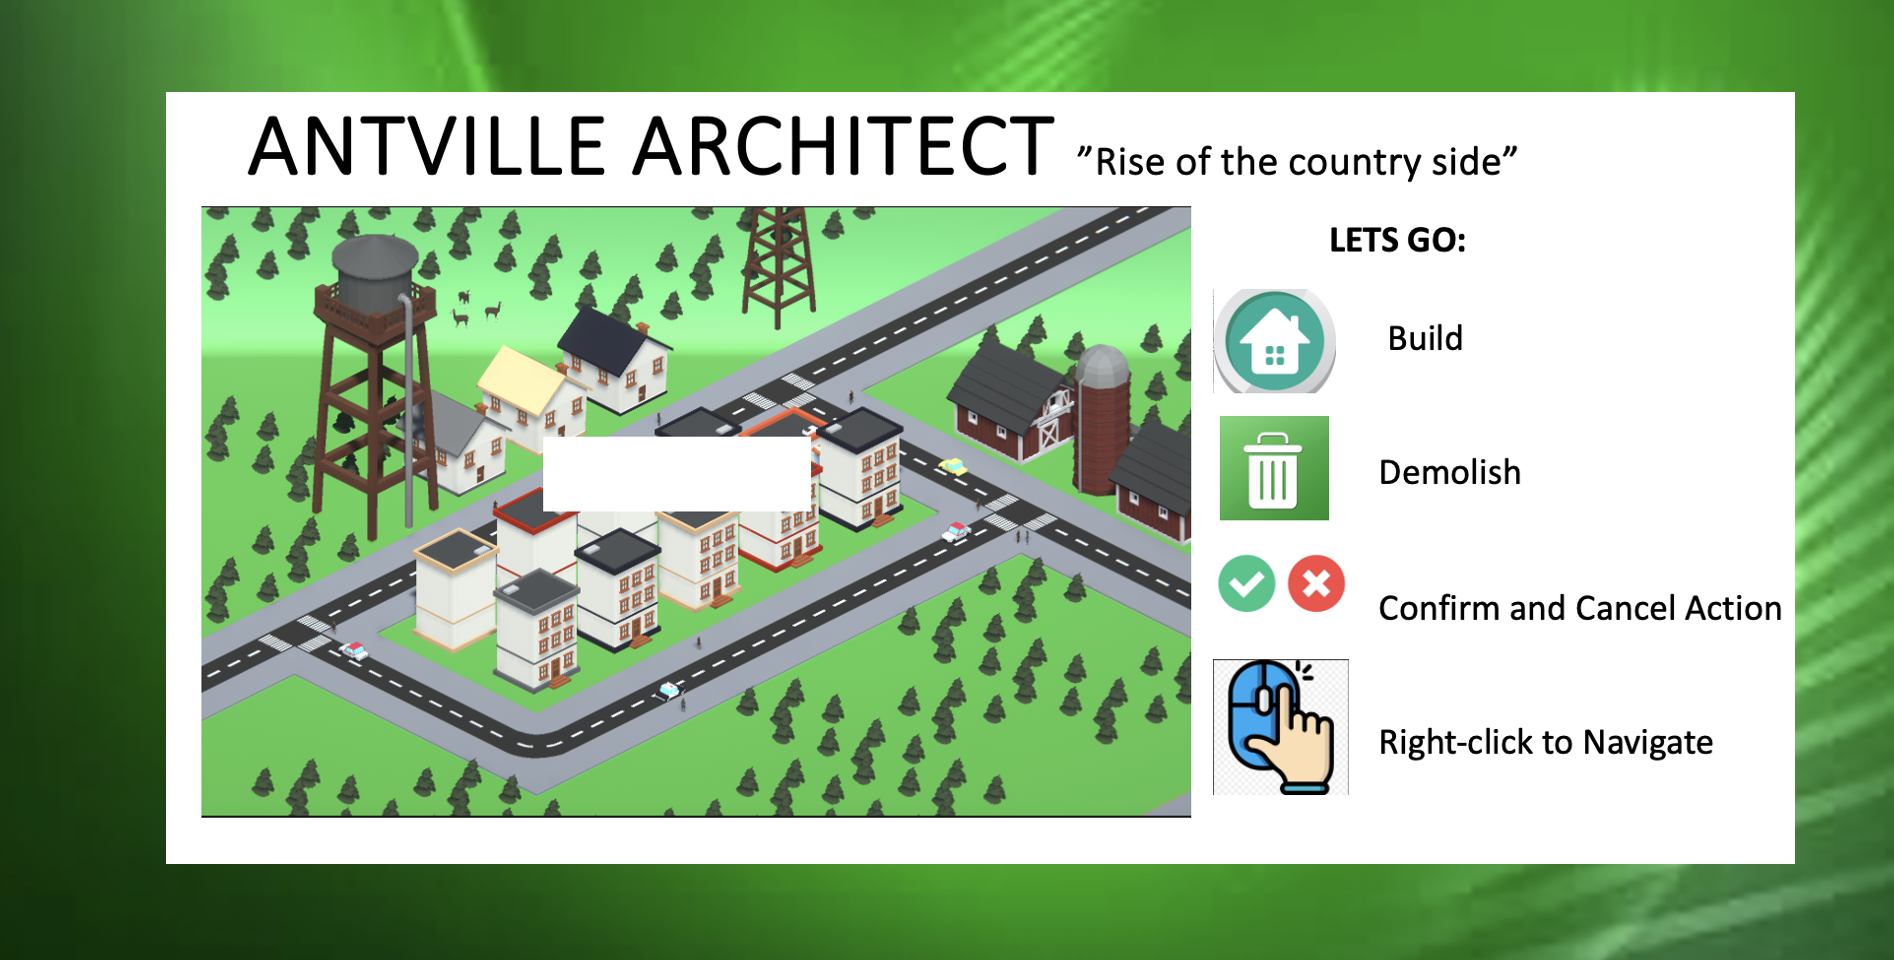 ANTVILLE ARCHITECT ”Rise of the country side”
LETS GO:
Build
Demolish
Confirm and Cancel Action
Right-click to Navigate